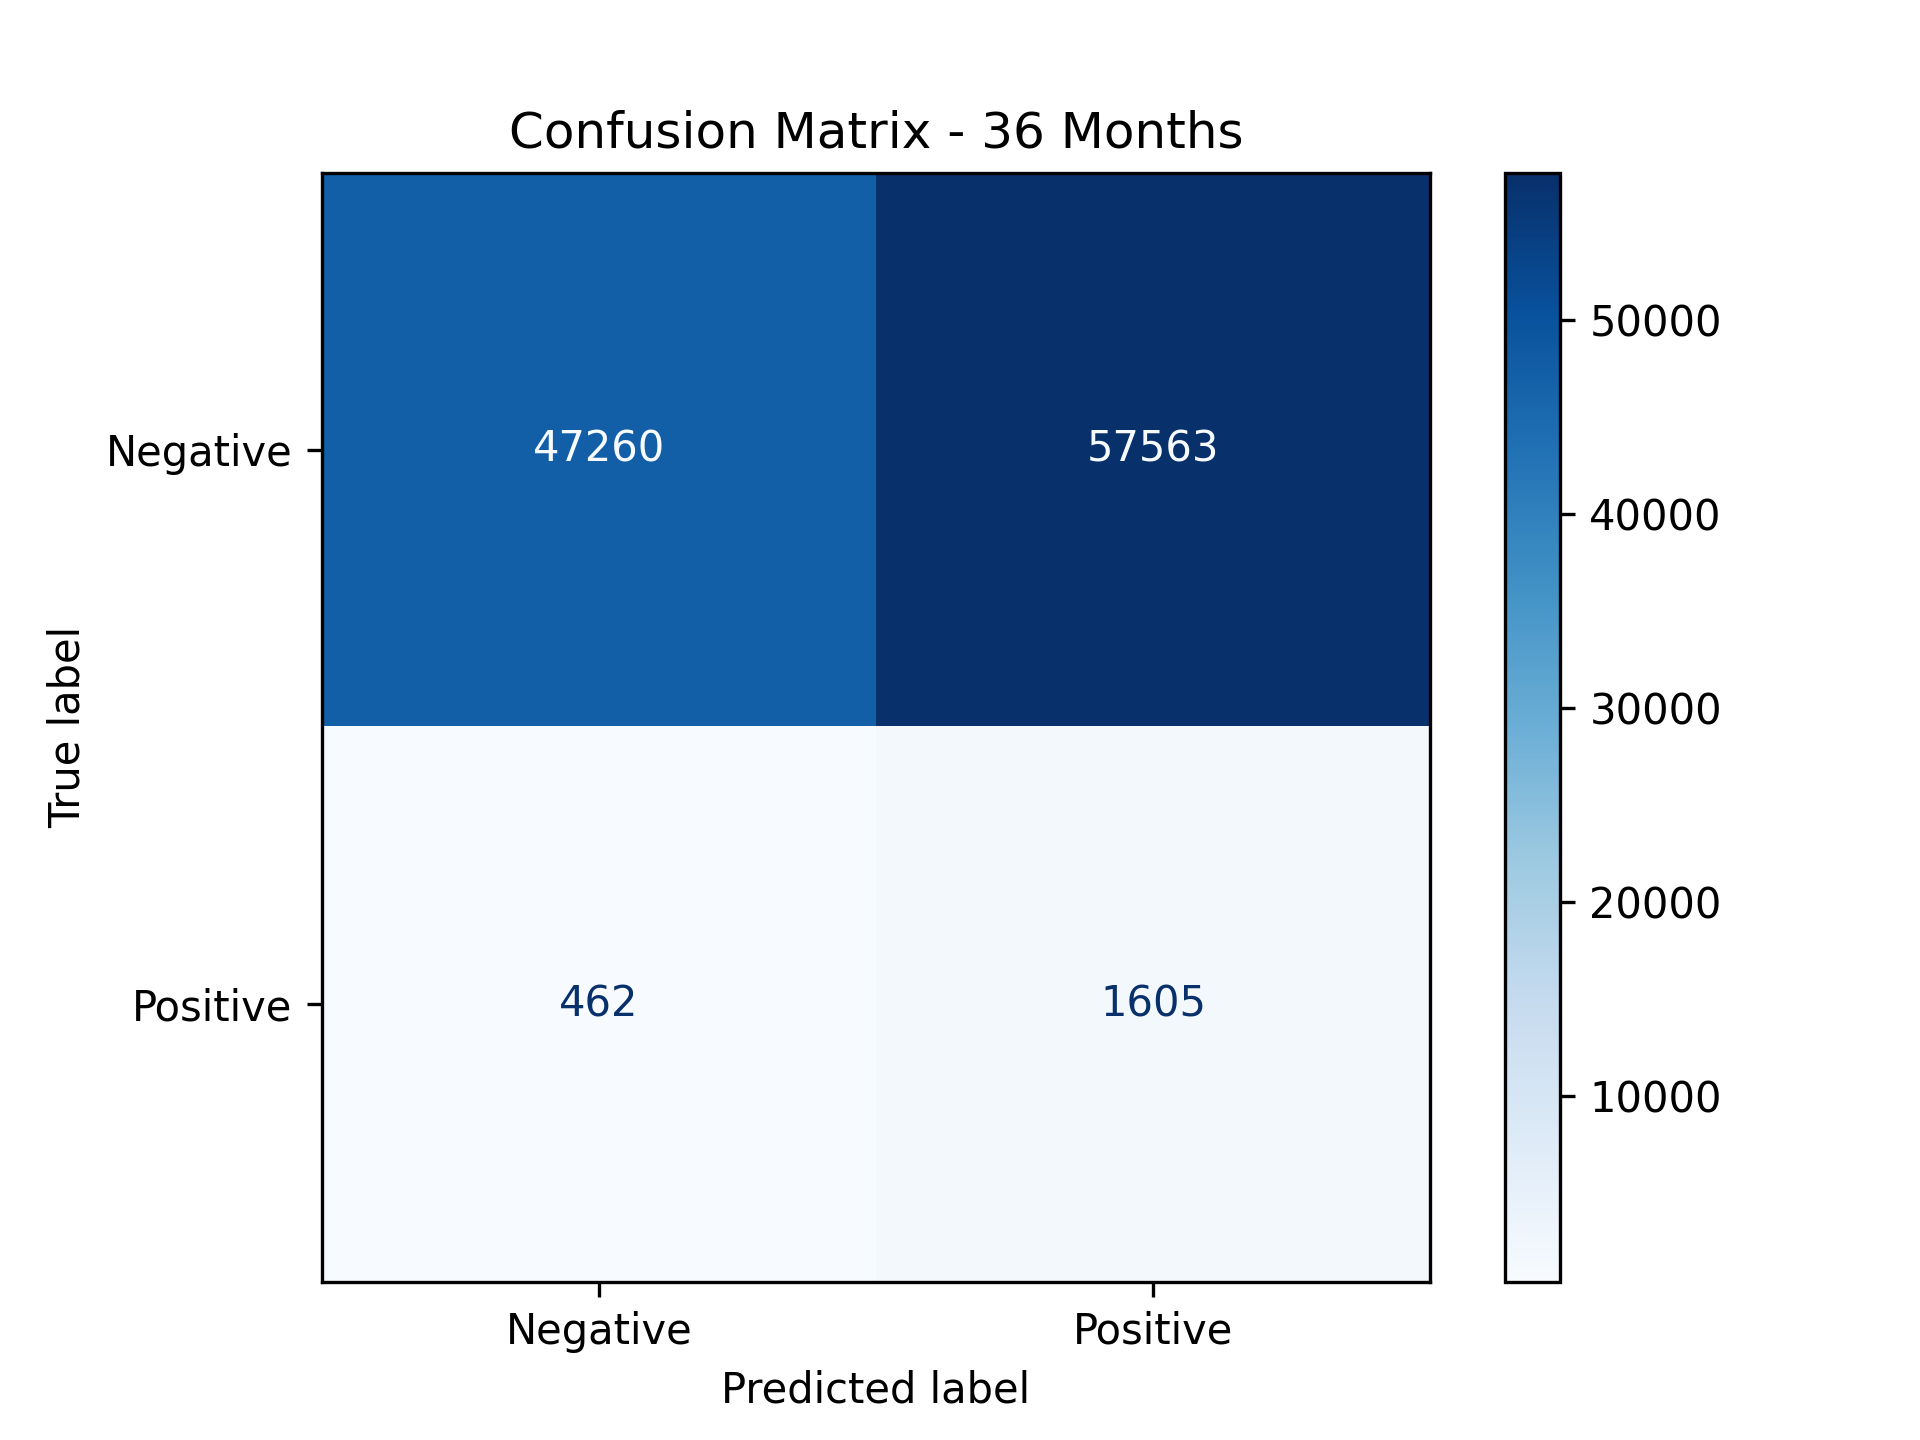 Confusion Matrix - 36 Months
Negative
47260
57563
Positive
462
1605
Negative
Positive
Predicted label
True label
50000
40000
30000
20000
10000